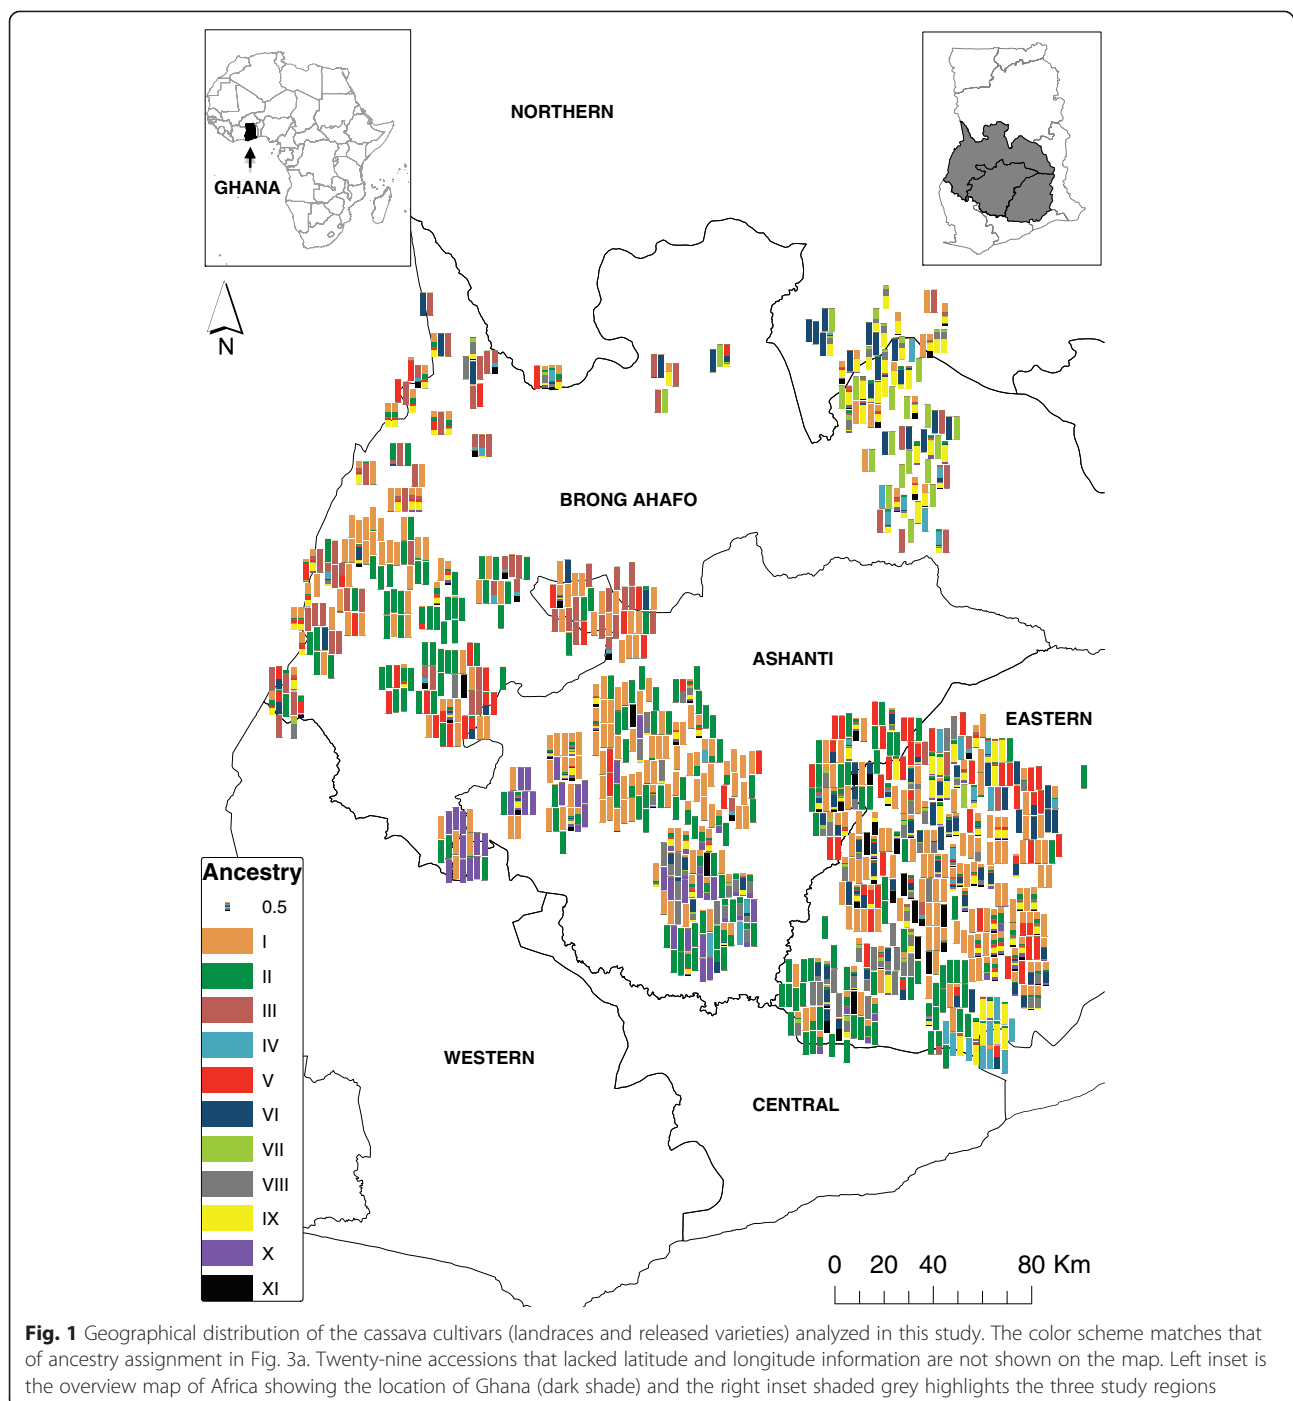 NORTHERN
GHANA
N
BRONG AHAFO
ASHANTI
EASTERN
Ancestry
0.5
I
II
III
IV
V
VI
VII
VIII
IX
X
XI
WESTERN
CENTRAL
0 20 40 80 Km
Fig. 1 Geographical distribution of the cassava cultivars (landraces and released varieties) analyzed in this study. The color scheme matches that
of ancestry assignment in Fig. 3a. Twenty-nine accessions that lacked latitude and longitude information are not shown on the map. Left inset is
the overview map of Africa showing the location of Ghana (dark shade) and the right inset shaded grey highlights the three study regions